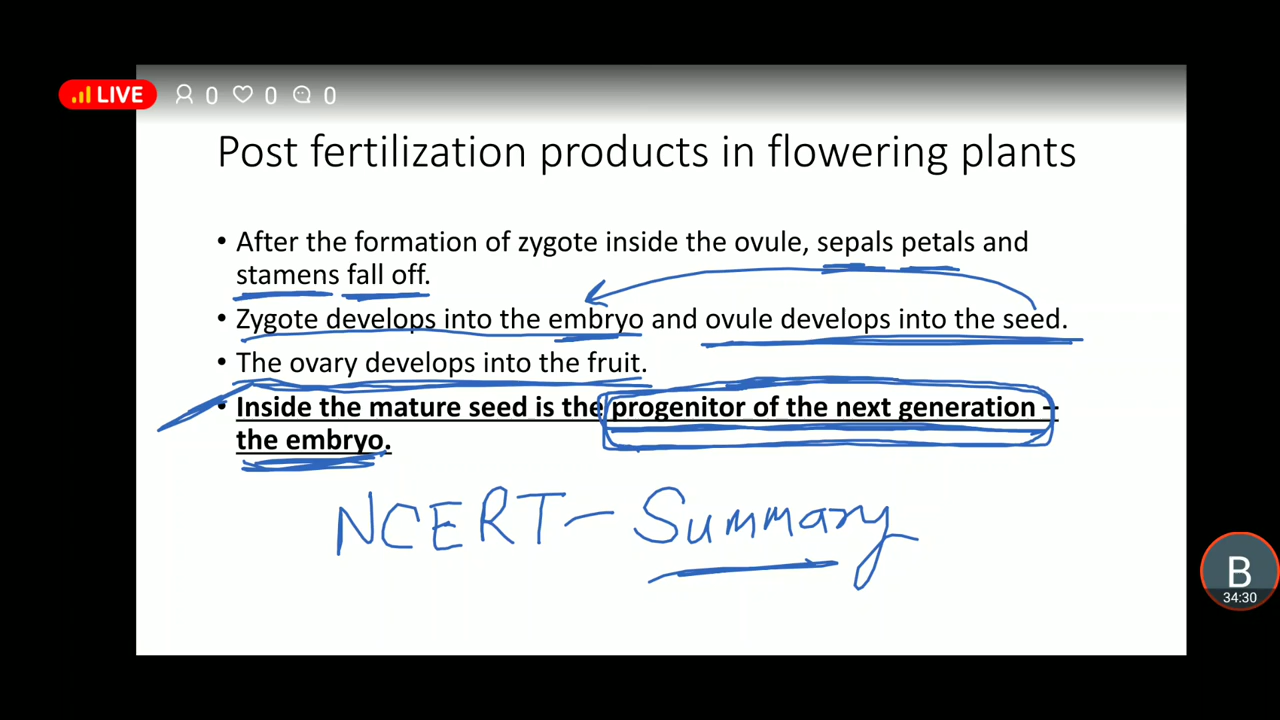 LIVE 0 0 0
Post fertilization products in flowering plants
• After the formation of zygote inside the ovule, sepals petals and
stamens fall off.
• Zygote develops into the embryo and ovule develops into the seed.
• The ovary develops into the fruit.
• Inside the mature seed is the progenitor of the next generation –
the embryo.
NCERT - Summary
B
34:30